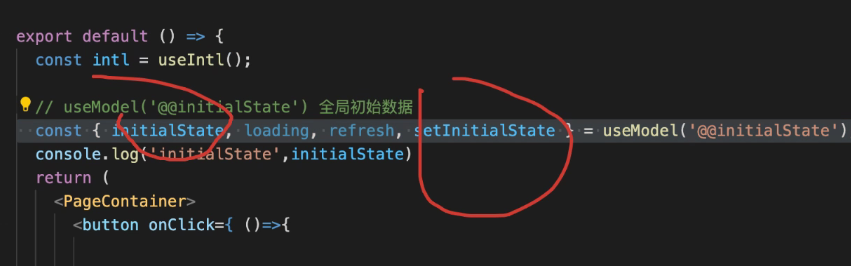 export default () => {
const intl = useIntl();
// useModel('@@initialState') 全局初始数据
const { initialState, loading, refresh, setInitialState } = useModel('@@initialState')
console.log('initialState',initialState)
return (
<PageContainer>
<button onClick={ ()=>{